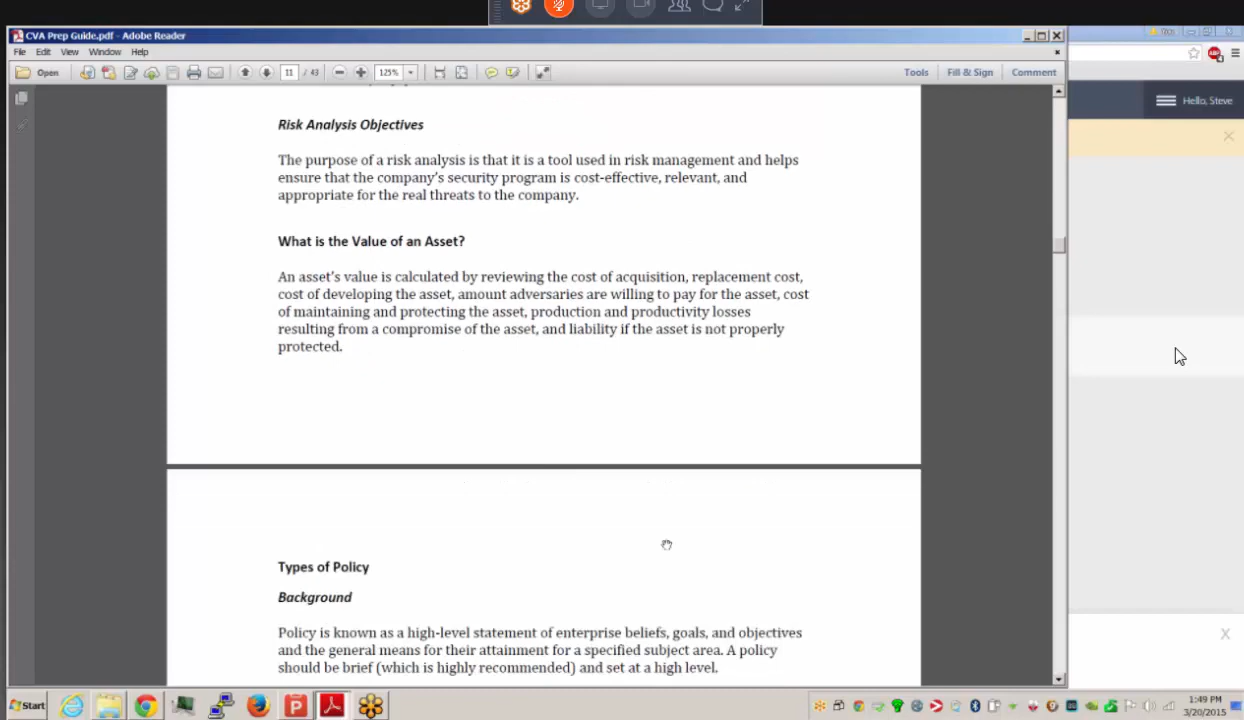 CVA Prep Guide.pdf - Adobe Reader
File Edit View Window Help
Open 11 / 43 125% Tools Fill & Sign Comment
Hello, Steve
Risk Analysis Objectives
The purpose of a risk analysis is that it is a tool used in risk management and helps
ensure that the company's security program is cost-effective, relevant, and
appropriate for the real threats to the company.
What is the Value of an Asset?
An asset's value is calculated by reviewing the cost of acquisition, replacement cost,
cost of developing the asset, amount adversaries are willing to pay for the asset, cost
of maintaining and protecting the asset, production and productivity losses
resulting from a compromise of the asset, and liability if the asset is not properly
protected.
Types of Policy
Background
Policy is known as a high-level statement of enterprise beliefs, goals, and objectives
and the general means for their attainment for a specified subject area. A policy
should be brief (which is highly recommended) and set at a high level.
Start
1:49 PM
3/20/2015